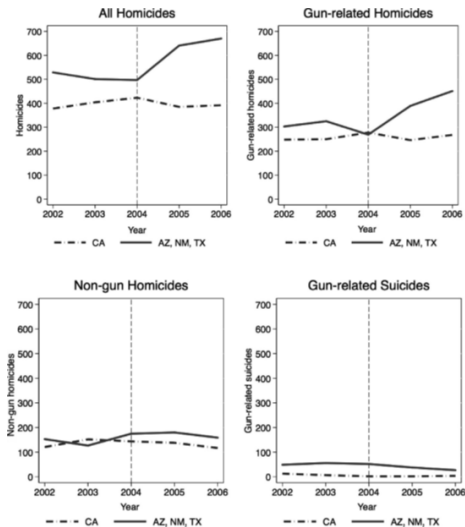 All Homicides
Homicides
700
600
500
400
300
200
100
0
2002 2003 2004 2005 2006
Year
CA AZ, NM, TX
Gun-related Homicides
Gun-related homicides
700
600
500
400
300
200
100
0
2002 2003 2004 2005 2006
Year
CA AZ, NM, TX
Non-gun Homicides
Non-gun homicides
700
600
500
400
300
200
100
0
2002 2003 2004 2005 2006
Year
CA AZ, NM, TX
Gun-related Suicides
Gun-related suicides
700
600
500
400
300
200
100
0
2002 2003 2004 2005 2006
Year
CA AZ, NM, TX